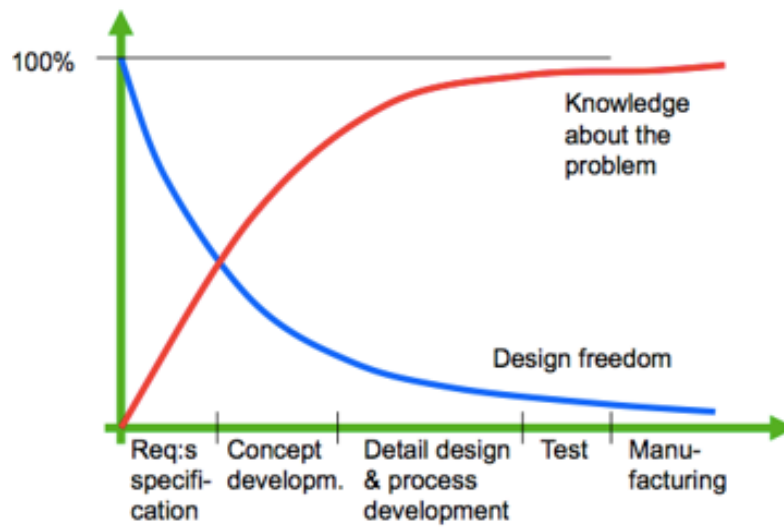 100%
Knowledge
about the
problem
Design freedom
Req:s
specifi-
cation
Concept
developm.
Detail design
& process
development
Test
Manu-
facturing